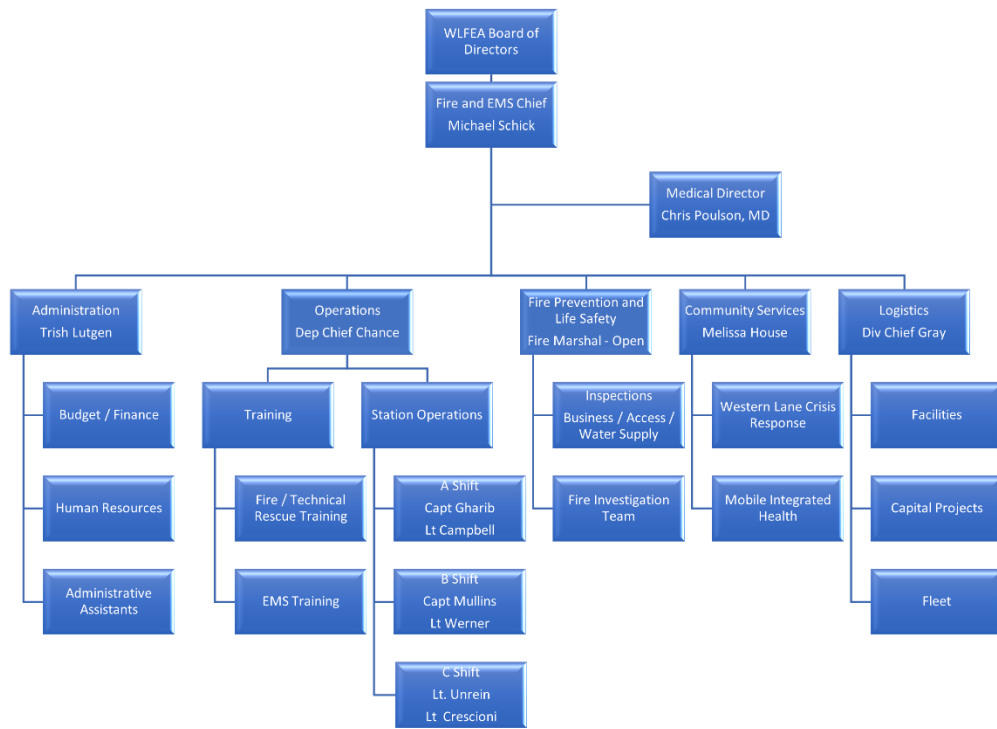 WLFEA Board of
Directors
Fire and EMS Chief
Michael Schick
Medical Director
Chris Poulson, MD
Administration
Trish Lutgen
Operations
Dep Chief Chance
Fire Prevention and
Life Safety
Fire Marshal - Open
Community Services
Melissa House
Logistics
Div Chief Gray
Budget / Finance
Human Resources
Administrative
Assistants
Training
Fire / Technical
Rescue Training
EMS Training
Station Operations
A Shift
Capt Gharib
Lt Campbell
B Shift
Capt Mullins
Lt Werner
C Shift
Lt. Unrein
Lt Crescioni
Inspections
Business / Access /
Water Supply
Fire Investigation
Team
Western Lane Crisis
Response
Mobile Integrated
Health
Facilities
Capital Projects
Fleet